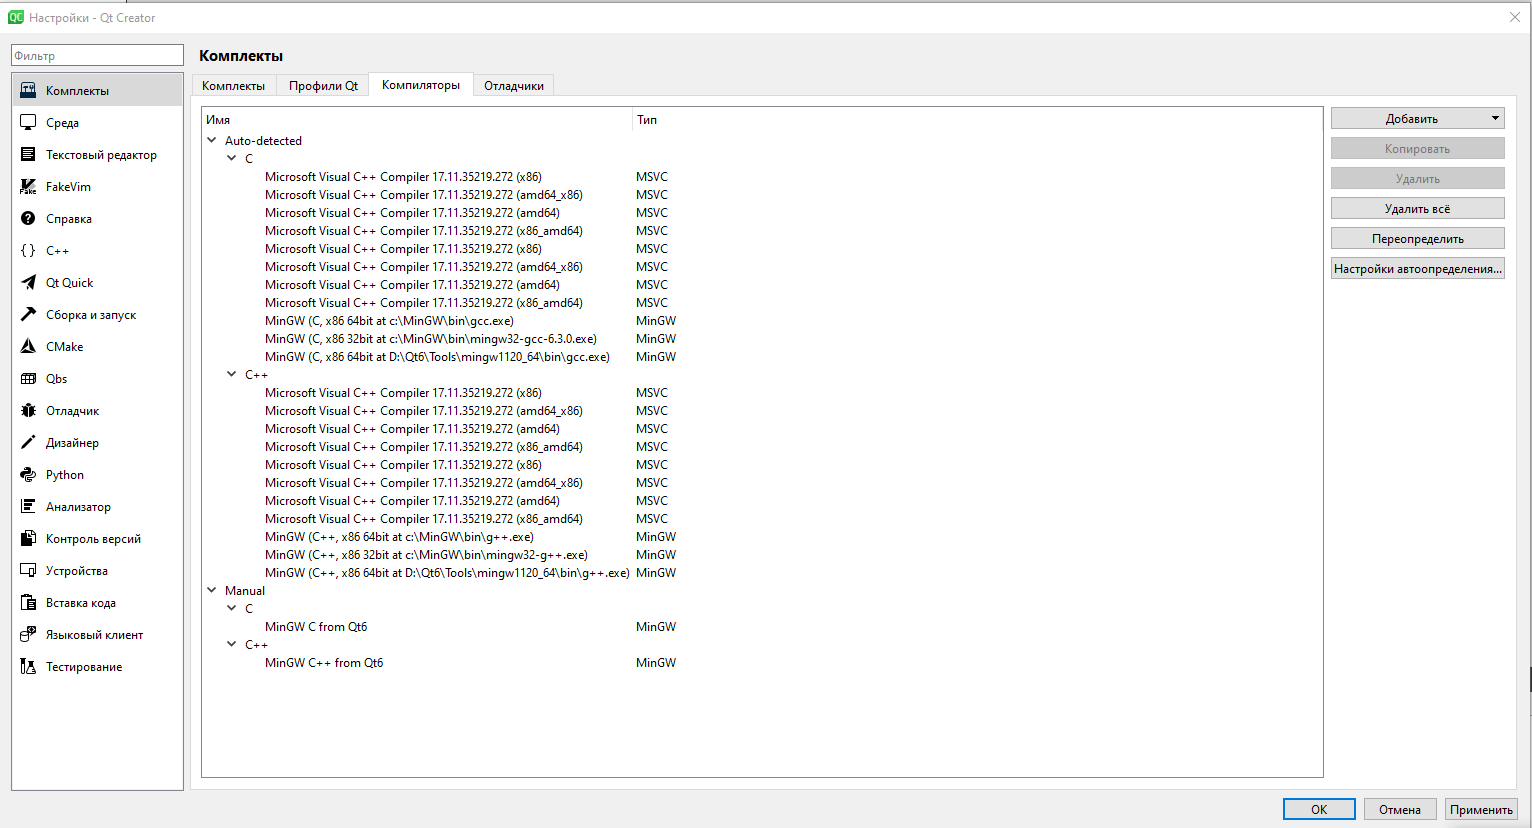 QC Настройки - Qt Creator
Фильтр
Комплекты
Среда
Текстовый редактор
FakeVim
Справка
C++
Qt Quick
Сборка и запуск
CMake
Qbs
Отладчик
Дизайнер
Python
Анализатор
Контроль версий
Устройства
Вставка кода
Языковый клиент
Тестирование
Комплекты
Комплекты Профили Qt Компиляторы Отладчики
Имя Тип
Auto-detected
C
Microsoft Visual C++ Compiler 17.11.35219.272 (x86) MSVC
Microsoft Visual C++ Compiler 17.11.35219.272 (amd64_x86) MSVC
Microsoft Visual C++ Compiler 17.11.35219.272 (amd64) MSVC
Microsoft Visual C++ Compiler 17.11.35219.272 (x86_amd64) MSVC
Microsoft Visual C++ Compiler 17.11.35219.272 (x86) MSVC
Microsoft Visual C++ Compiler 17.11.35219.272 (amd64_x86) MSVC
Microsoft Visual C++ Compiler 17.11.35219.272 (amd64) MSVC
Microsoft Visual C++ Compiler 17.11.35219.272 (x86_amd64) MSVC
MinGW (C, x86 64bit at c:\MinGW\bin\gcc.exe) MinGW
MinGW (C, x86 32bit at c:\MinGW\bin\mingw32-gcc-6.3.0.exe) MinGW
MinGW (C, x86 64bit at D:\Qt6\Tools\mingw1120_64\bin\gcc.exe) MinGW
C++
Microsoft Visual C++ Compiler 17.11.35219.272 (x86) MSVC
Microsoft Visual C++ Compiler 17.11.35219.272 (amd64_x86) MSVC
Microsoft Visual C++ Compiler 17.11.35219.272 (amd64) MSVC
Microsoft Visual C++ Compiler 17.11.35219.272 (x86_amd64) MSVC
Microsoft Visual C++ Compiler 17.11.35219.272 (x86) MSVC
Microsoft Visual C++ Compiler 17.11.35219.272 (amd64_x86) MSVC
Microsoft Visual C++ Compiler 17.11.35219.272 (amd64) MSVC
Microsoft Visual C++ Compiler 17.11.35219.272 (x86_amd64) MSVC
MinGW (C++, x86 64bit at c:\MinGW\bin\g++.exe) MinGW
MinGW (C++, x86 32bit at c:\MinGW\bin\mingw32-g++.exe) MinGW
MinGW (C++, x86 64bit at D:\Qt6\Tools\mingw1120_64\bin\g++.exe) MinGW
Manual
C
MinGW C from Qt6 MinGW
C++
MinGW C++ from Qt6 MinGW
Добавить
Копировать
Удалить
Удалить всё
Переопределить
Настройки автоопределения...
OK Отмена Применить